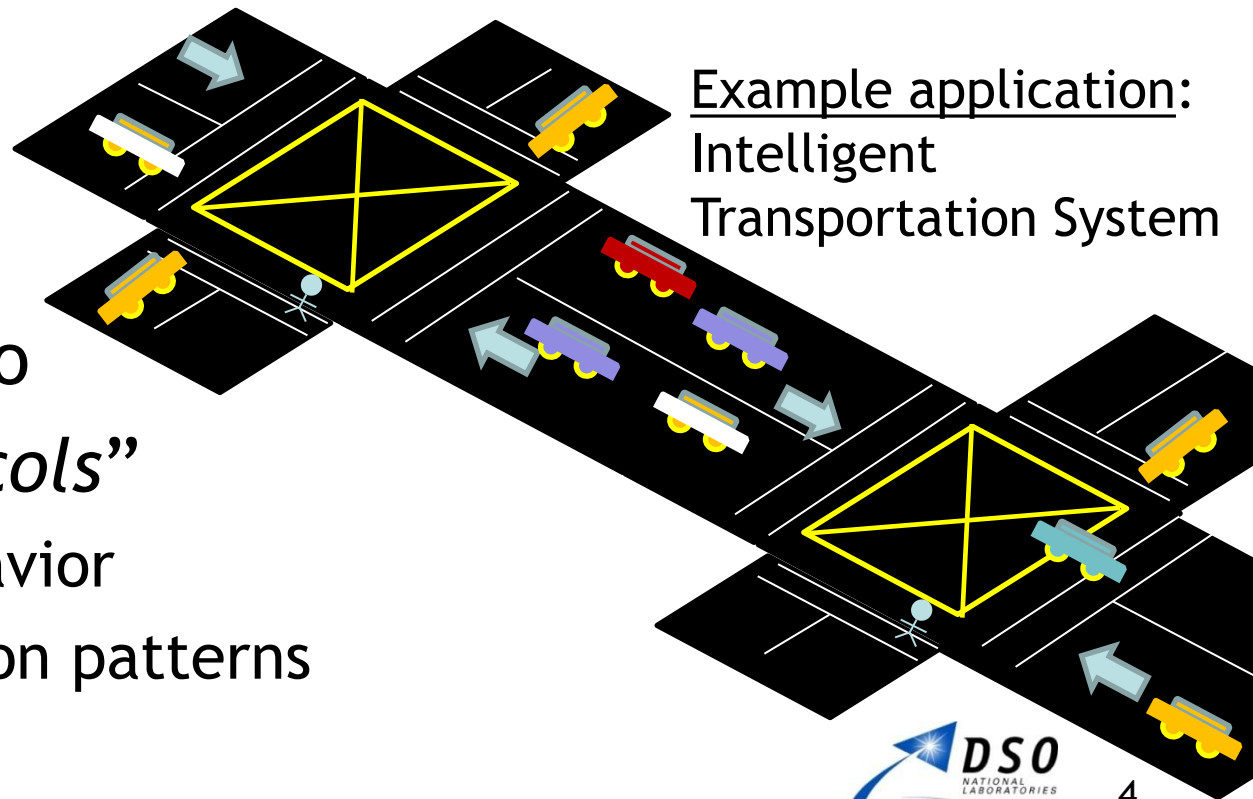 Example application:
Intelligent
Transportation System
o
cols”
avior
on patterns
DSO
NATIONAL
LABORATORIES
4